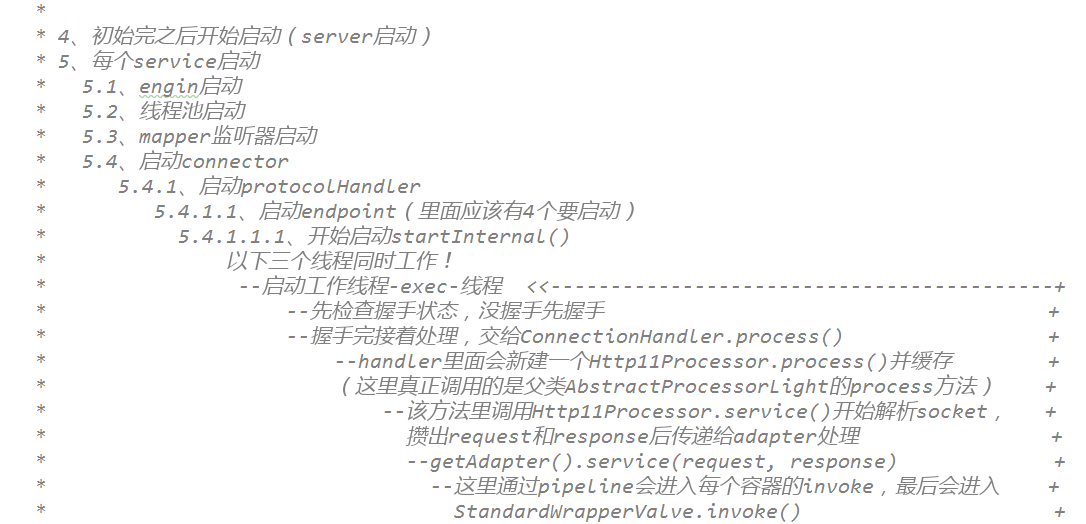 *
* 4、初始完之后开始启动（server启动）
* 5、每个service启动
*   5.1、engin启动
*   5.2、线程池启动
*   5.3、mapper监听器启动
*   5.4、启动connector
*      5.4.1、启动protocolHandler
*         5.4.1.1、启动endpoint（里面应该有4个要启动）
*           5.4.1.1.1、开始启动startInternal()
*               以下三个线程同时工作！
*                --启动工作线程-exec-线程  <<------------------------------------------+
*                    --先检查握手状态，没握手先握手                                     +
*                    --握手完接着处理，交给ConnectionHandler.process()                 +
*                        --handler里面会新建一个Http11Processor.process()并缓存        +
*                        （这里真正调用的是父类AbstractProcessorLight的process方法）    +
*                            --该方法里调用Http11Processor.service()开始解析socket，   +
*                              攒出request和response后传递给adapter处理                +
*                              --getAdapter().service(request, response)             +
*                                --这里通过pipeline会进入每个容器的invoke，最后会进入    +
*                                  StandardWrapperValve.invoke()                     +